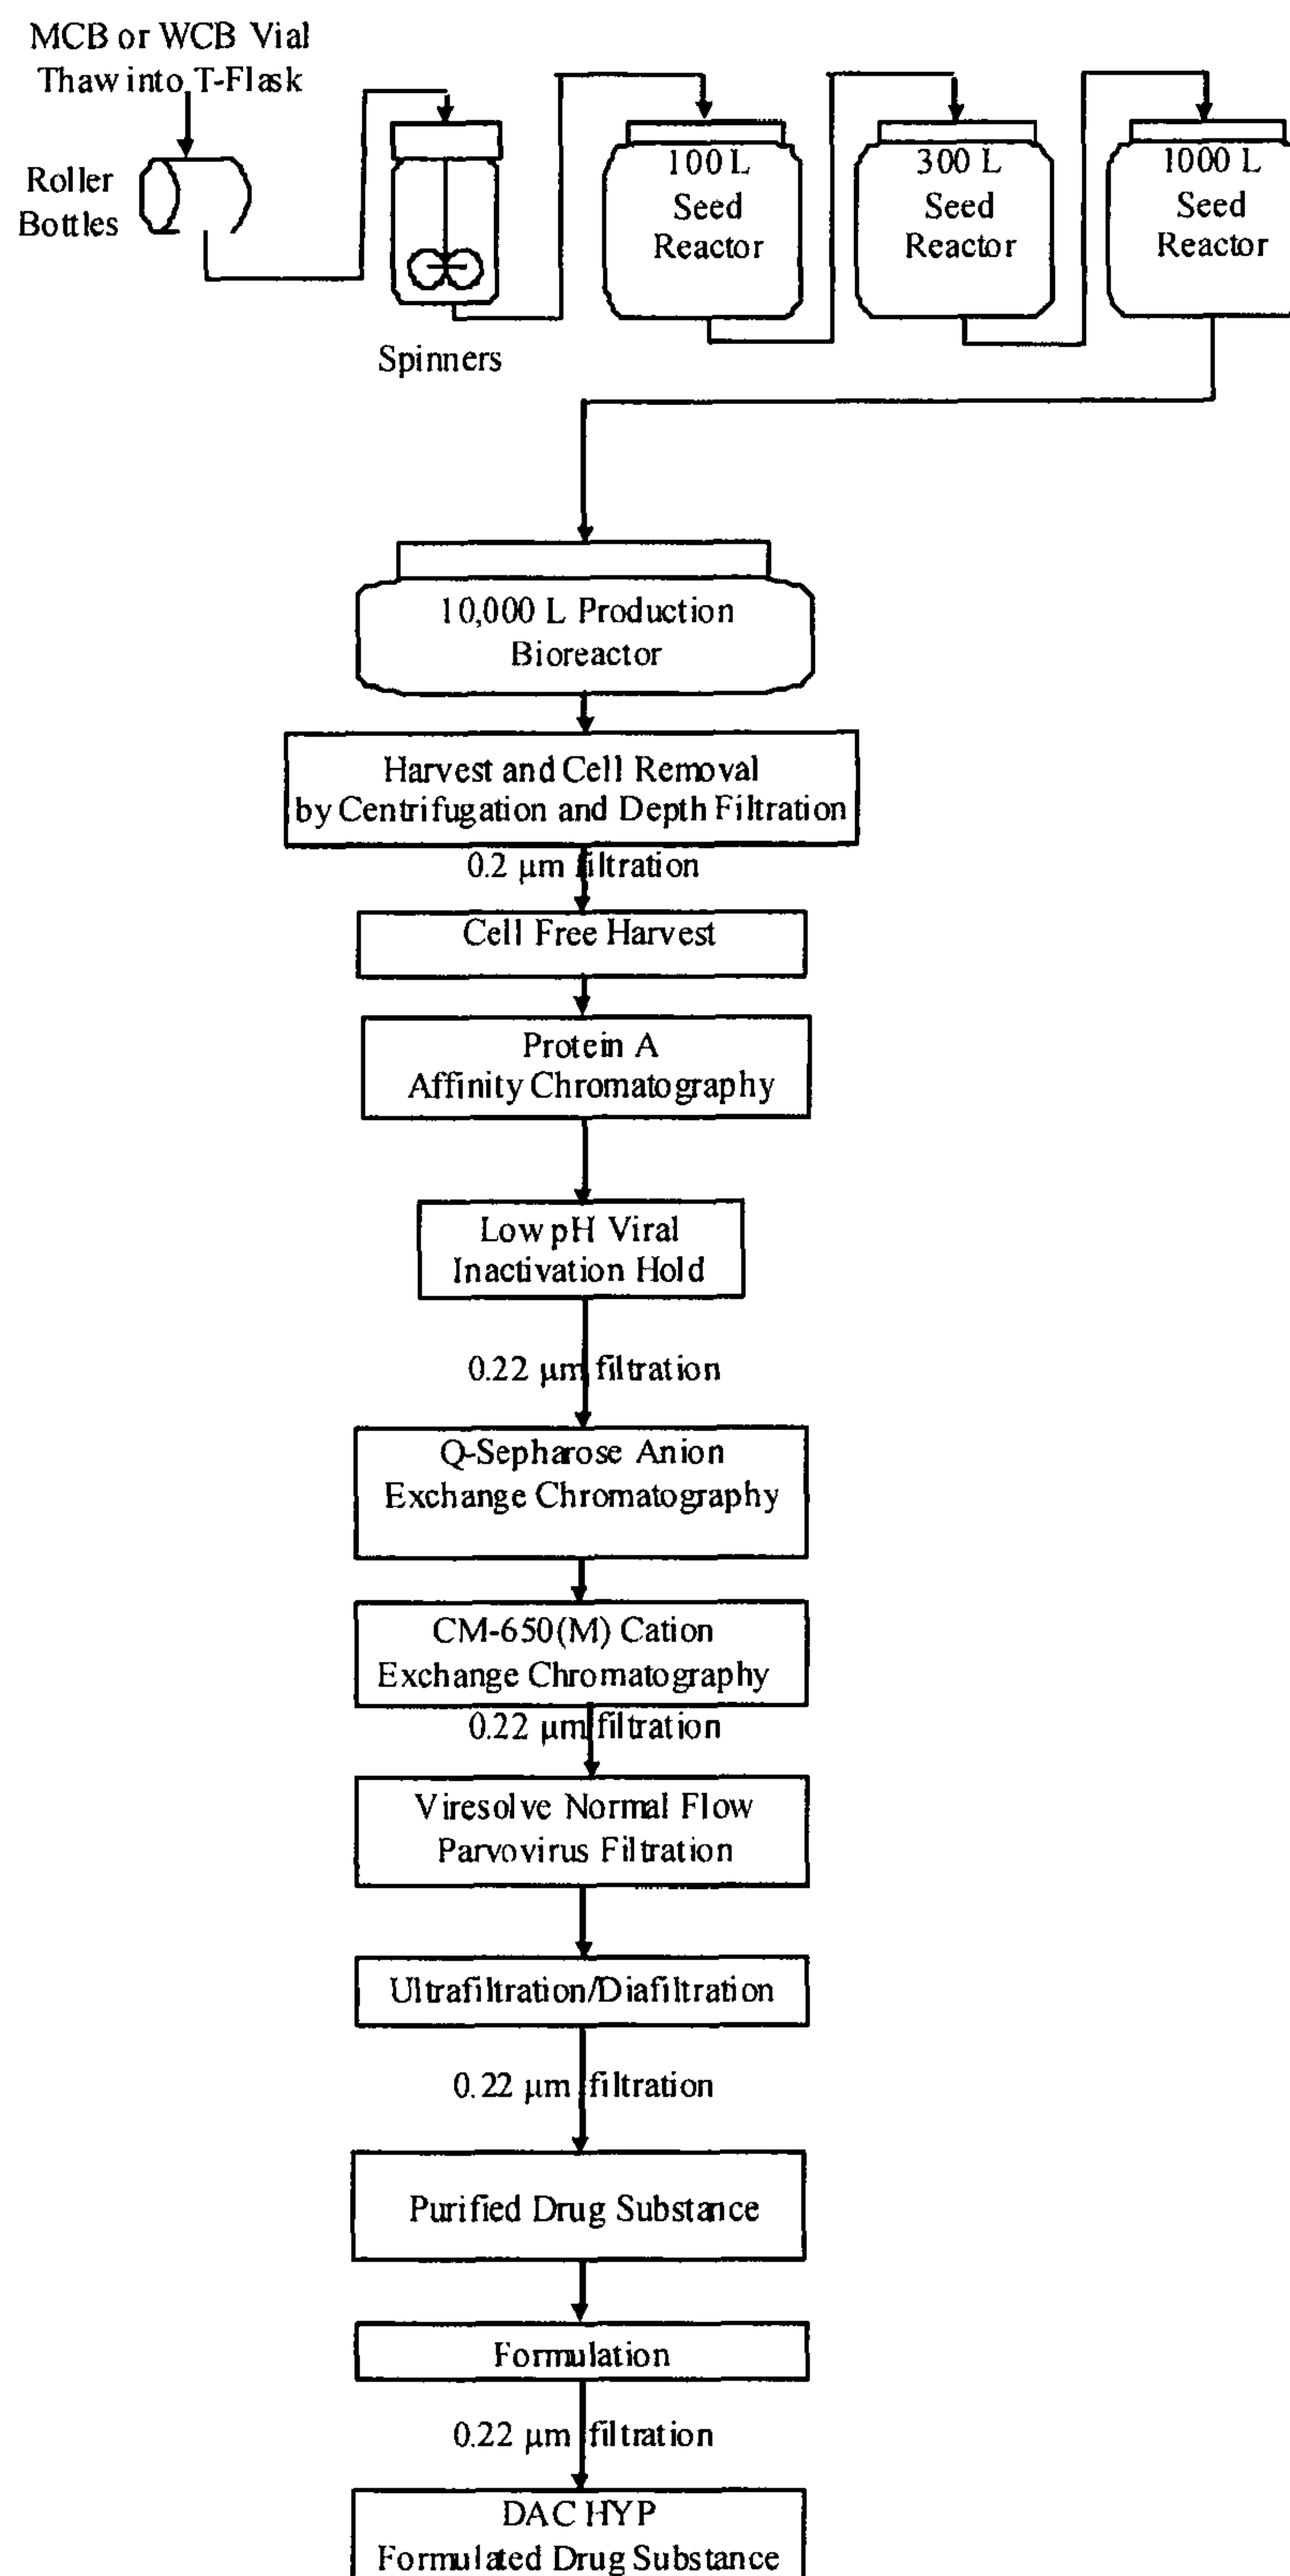 MCB or WCB Vial
Thaw into T-Flask
Roller
Bottles
Spinners
100 L
Seed
Reactor
300 L
Seed
Reactor
1000 L
Seed
Reactor
10,000 L Production
Bioreactor
Harvest and Cell Removal
by Centrifugation and Depth Filtration
0.2 µm filtration
Cell Free Harvest
Protein A
Affinity Chromatography
Low pH Viral
Inactivation Hold
0.22 µm filtration
Q-Sepharose Anion
Exchange Chromatography
CM-650(M) Cation
Exchange Chromatography
0.22 µm filtration
Viresolve Normal Flow
Parvovirus Filtration
Ultrafiltration/Diafiltration
0.22 µm filtration
Purified Drug Substance
Formulation
0.22 µm filtration
DAC HYP
Formulated Drug Substance